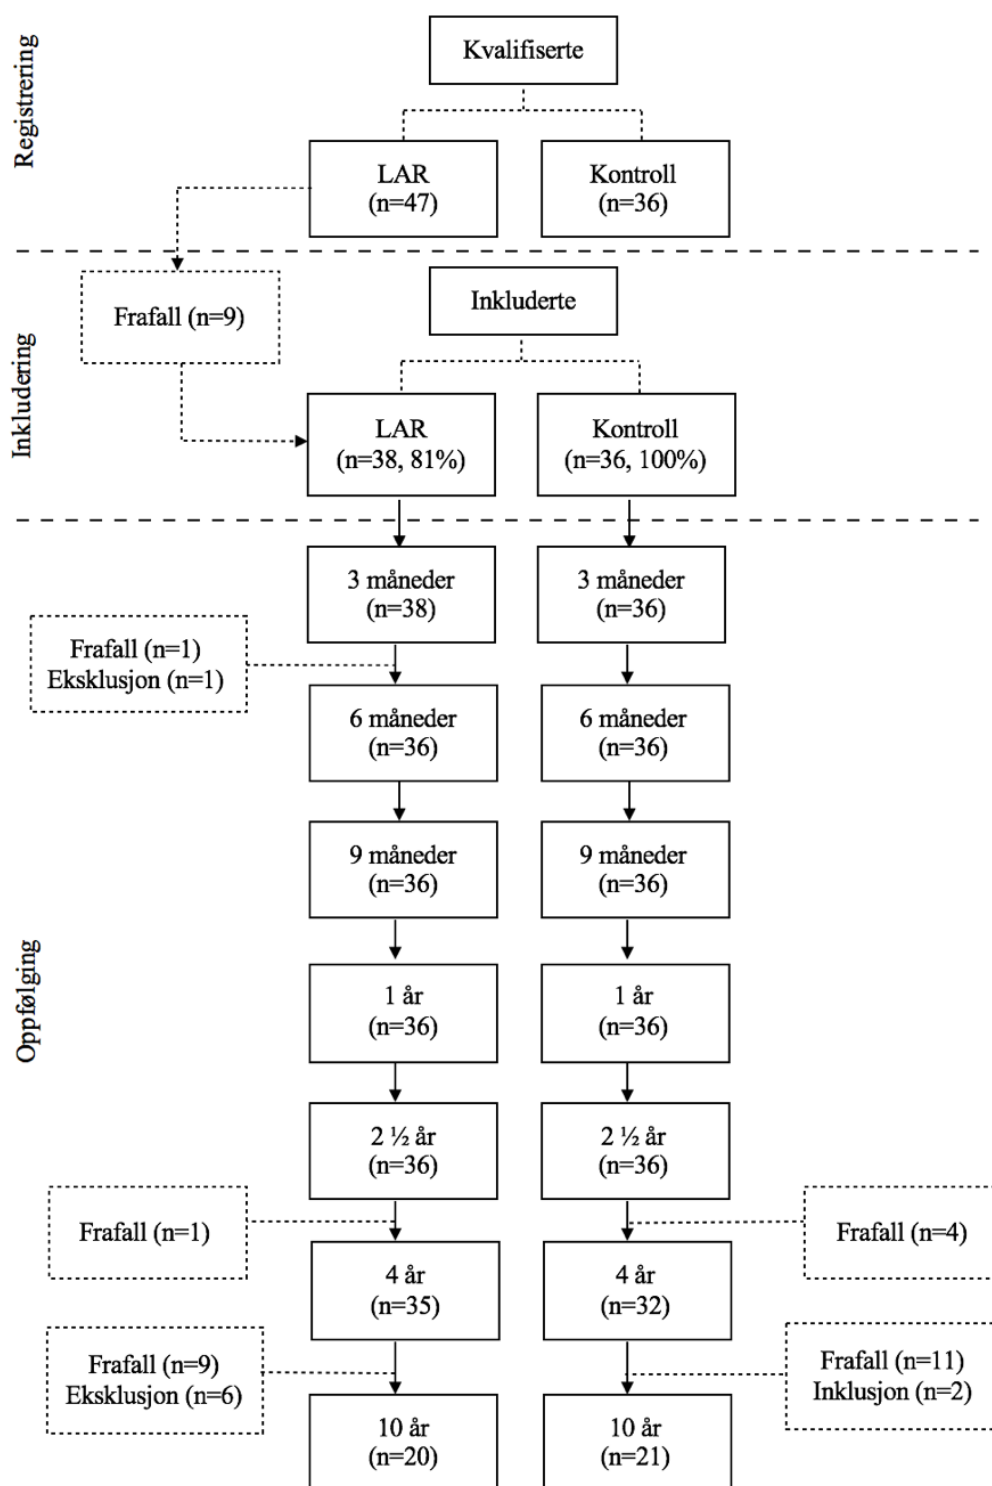 Registrering
Kvalifiserte
LAR
(n=47)
Kontroll
(n=36)
Inkludering
Frafall (n=9)
Inkluderte
LAR
(n=38, 81%)
Kontroll
(n=36, 100%)
Oppfølging
3 måneder
(n=38)
3 måneder
(n=36)
Frafall (n=1)
Eksklusjon (n=1)
6 måneder
(n=36)
6 måneder
(n=36)
9 måneder
(n=36)
9 måneder
(n=36)
1 år
(n=36)
1 år
(n=36)
2 ½ år
(n=36)
2 ½ år
(n=36)
Frafall (n=1)
Frafall (n=4)
4 år
(n=35)
4 år
(n=32)
Frafall (n=9)
Eksklusjon (n=6)
Frafall (n=11)
Inklusjon (n=2)
10 år
(n=20)
10 år
(n=21)